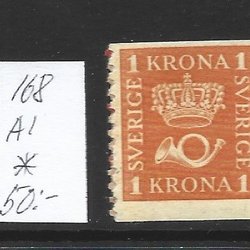 168
A1
*
50:-
1 KRONA 1
SVERIGE
SVERIGE
1 KRONA 1